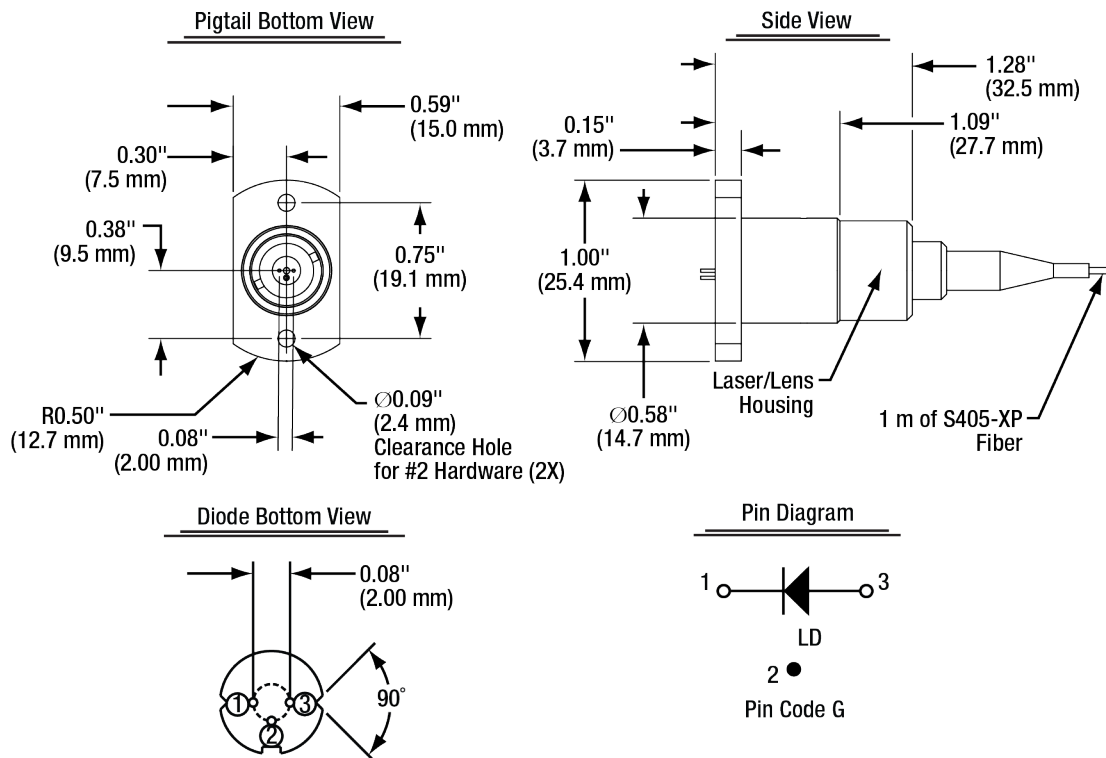 Pigtail Bottom View
0.59"
(15.0 mm)
0.30"
(7.5 mm)
0.38"
(9.5 mm)
0.75"
(19.1 mm)
R0.50"
(12.7 mm)
0.08"
(2.00 mm)
Ø0.09"
(2.4 mm)
Clearance Hole
for #2 Hardware (2X)
Side View
1.28"
(32.5 mm)
1.09"
(27.7 mm)
0.15"
(3.7 mm)
1.00"
(25.4 mm)
Ø0.58"
(14.7 mm)
Laser/Lens
Housing
1 m of S405-XP
Fiber
Diode Bottom View
0.08"
(2.00 mm)
1
3
2
90°
Pin Diagram
1
3
LD
2
Pin Code G